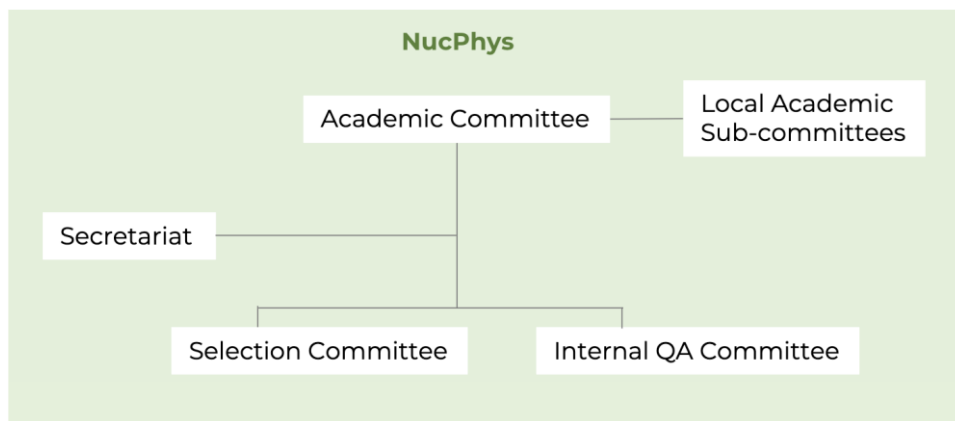 NucPhys
Academic Committee
Local Academic
Sub-committees
Secretariat
Selection Committee
Internal QA Committee